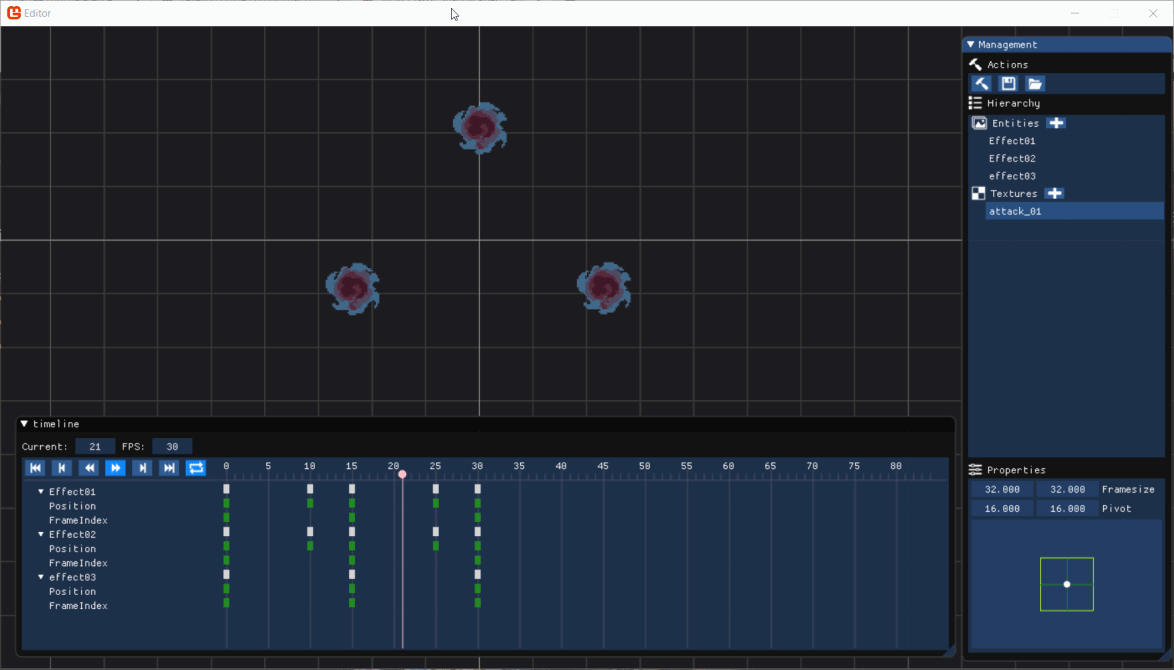 Editor
Management
Actions
Hierarchy
Entities
Effect01
Effect02
effect03
Textures
attack_01
timeline
Current: 21 FPS: 30
0 5 10 15 20 25 30 35 40 45 50 55 60 65 70 75 80
Effect01
Position
FrameIndex
Effect02
Position
FrameIndex
effect03
Position
FrameIndex
Properties
32.000 32.000 Framesize
16.000 16.000 Pivot